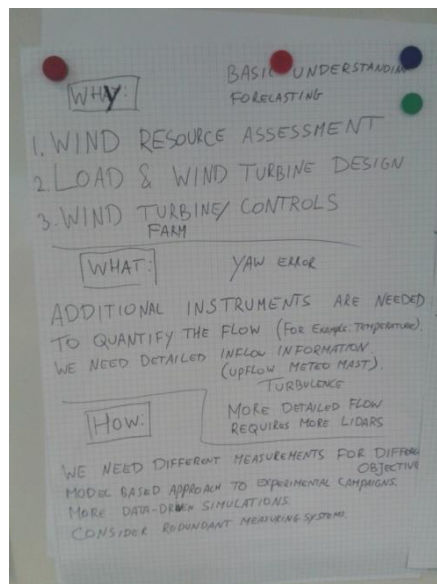 WHY:
BASIC UNDERSTANDIN
FORECASTING
1. WIND RESOURCE ASSESSMENT
2. LOAD & WIND TURBINE DESIGN
3. WIND TURBINE/ CONTROLS
FARM
WHAT:
YAW ERROR
ADDITIONAL INSTRUMENTS ARE NEEDED
TO QUANTIFY THE FLOW (FOR EXAMPLE: TEMPERATURE).
WE NEED DETAILED INFLOW INFORMATION
(UPFLOW METEO MAST).
TURBULENCE
HOW:
MORE DETAILED FLOW
REQUIRES MORE LIDARS
WE NEED DIFFERENT MEASUREMENTS FOR DIFFEREN
OBJECTIVE
MODEL BASED APPROACH TO EXPERIMENTAL CAMPAIGNS.
MORE DATA-DRIVEN SIMULATIONS.
CONSIDER REDUNDANT MEASURING SYSTEMS.